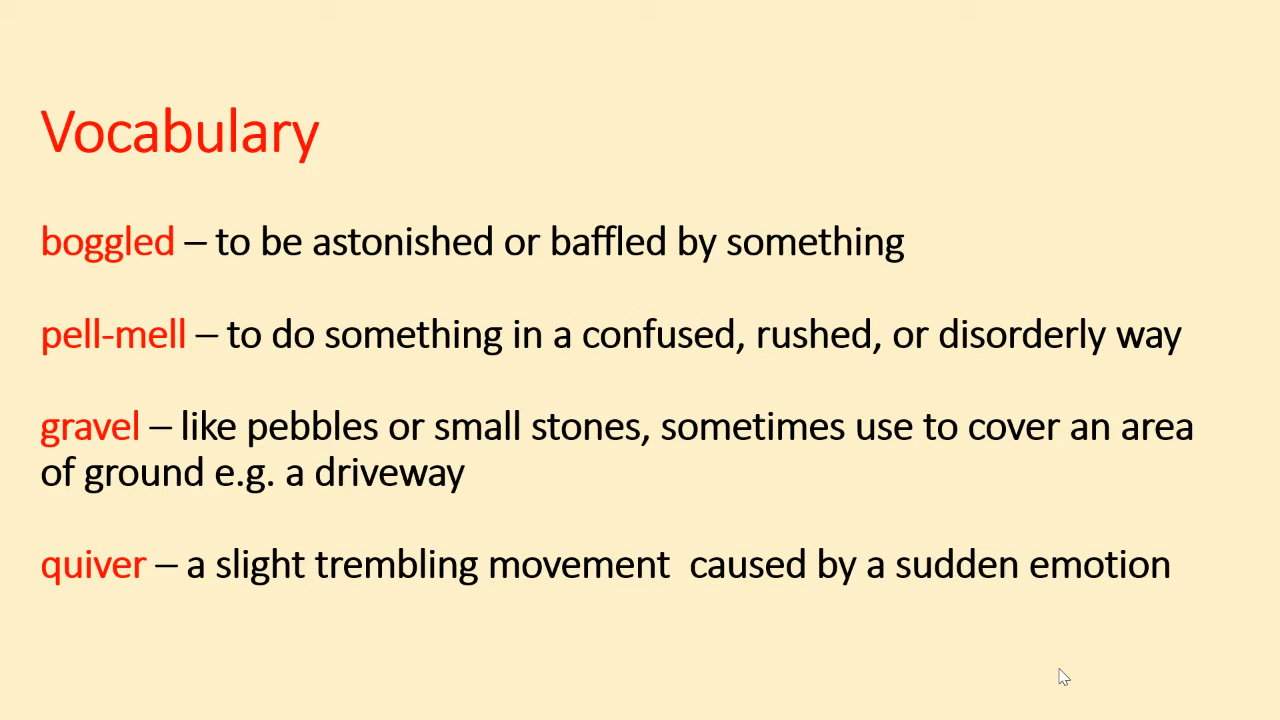 Vocabulary
boggled – to be astonished or baffled by something
pell-mell – to do something in a confused, rushed, or disorderly way
gravel – like pebbles or small stones, sometimes use to cover an area
of ground e.g. a driveway
quiver – a slight trembling movement  caused by a sudden emotion